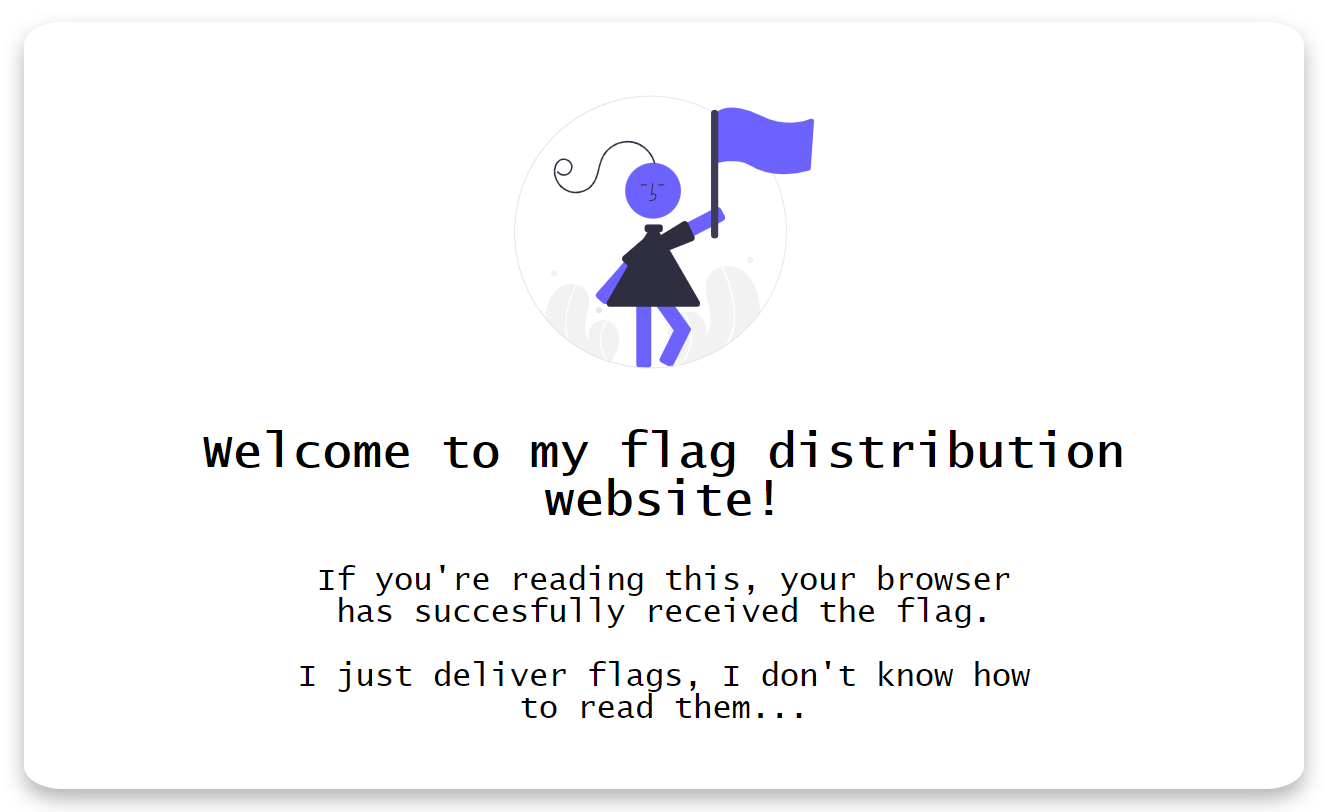 Welcome to my flag distribution
website!
If you're reading this, your browser
has succesfully received the flag.
I just deliver flags, I don't know how
to read them...